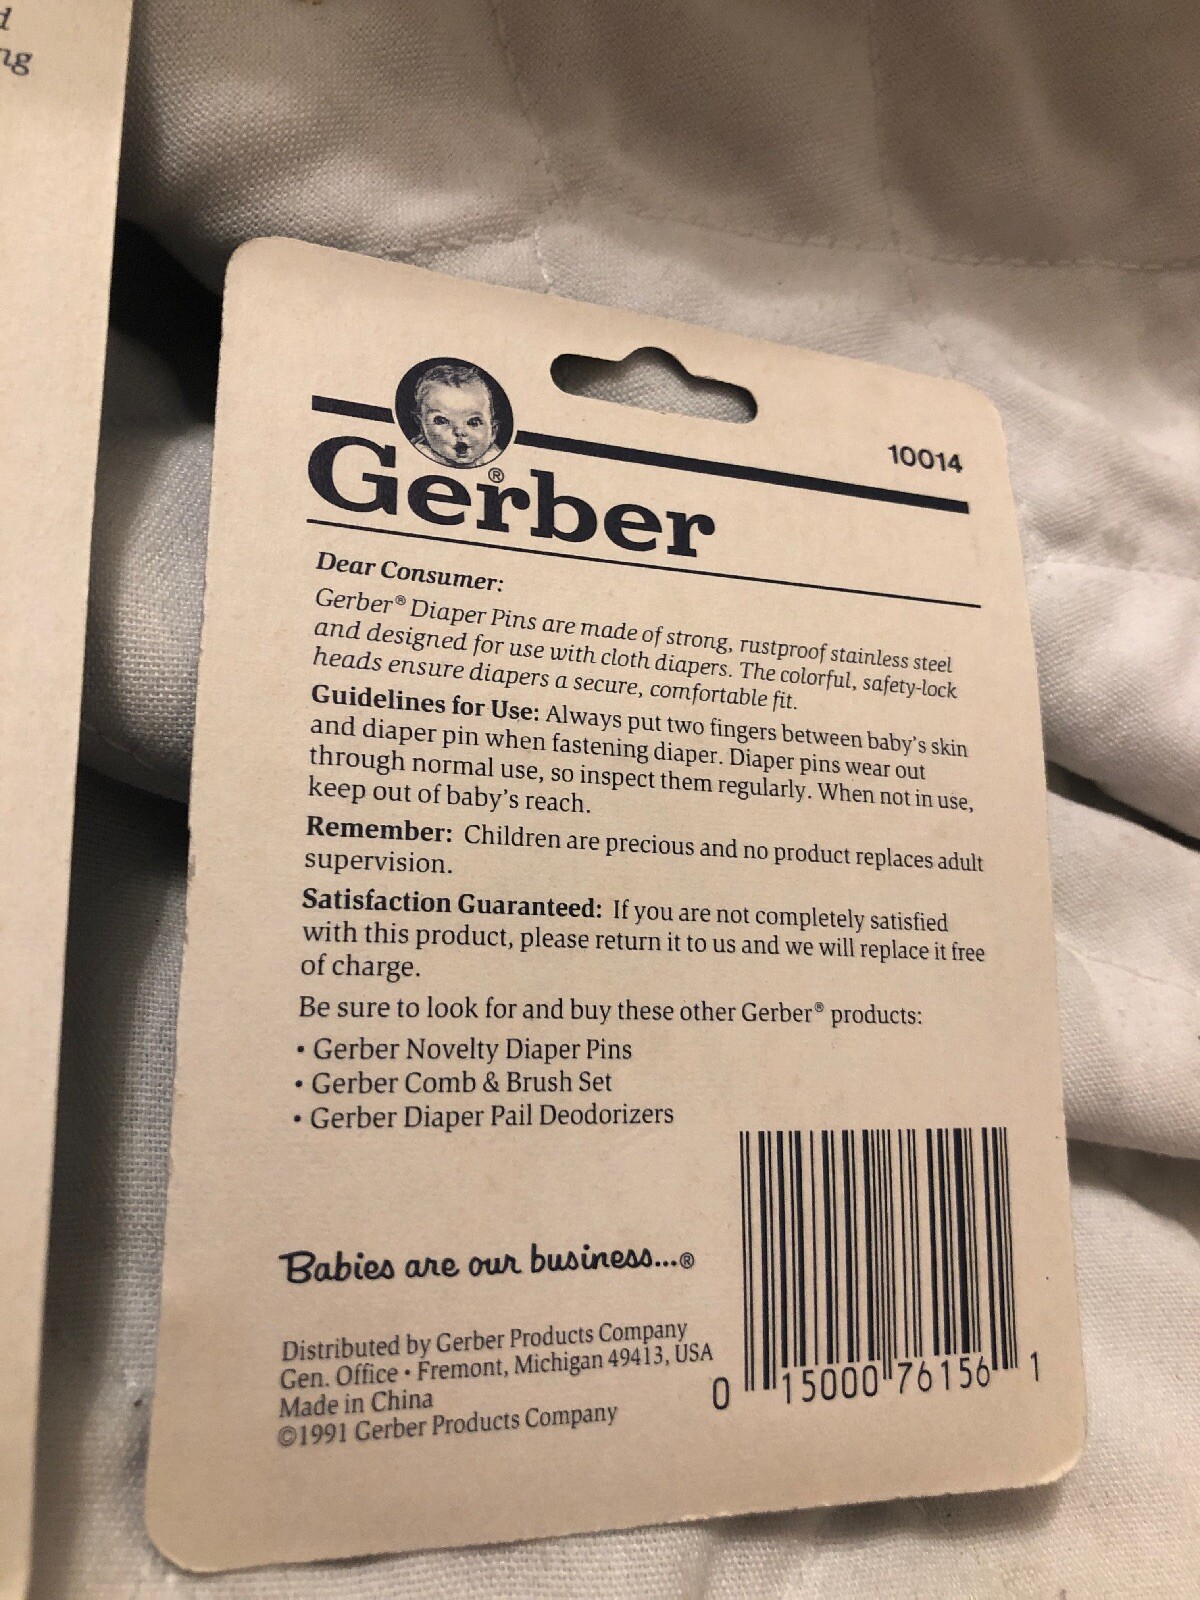 d
ng
10014
Gerber®
Dear Consumer:
Gerber® Diaper Pins are made of strong, rustproof stainless steel
and designed for use with cloth diapers. The colorful, safety-lock
heads ensure diapers a secure, comfortable fit.
Guidelines for Use: Always put two fingers between baby's skin
and diaper pin when fastening diaper. Diaper pins wear out
through normal use, so inspect them regularly. When not in use,
keep out of baby's reach.
Remember: Children are precious and no product replaces adult
supervision.
Satisfaction Guaranteed: If you are not completely satisfied
with this product, please return it to us and we will replace it free
of charge.
Be sure to look for and buy these other Gerber® products:
• Gerber Novelty Diaper Pins
• Gerber Comb & Brush Set
• Gerber Diaper Pail Deodorizers
Babies are our business...®
Distributed by Gerber Products Company
Gen. Office • Fremont, Michigan 49413, USA
Made in China
©1991 Gerber Products Company
0 15000 76156 1